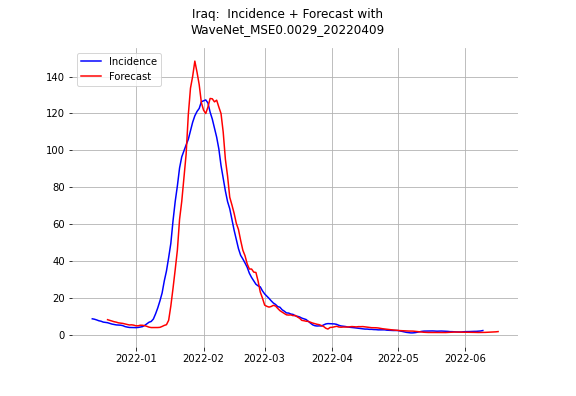 Iraq:  Incidence + Forecast with
WaveNet_MSE0.0029_20220409
Incidence
Forecast
140
120
100
80
60
40
20
0
2022-01 2022-02 2022-03 2022-04 2022-05 2022-06